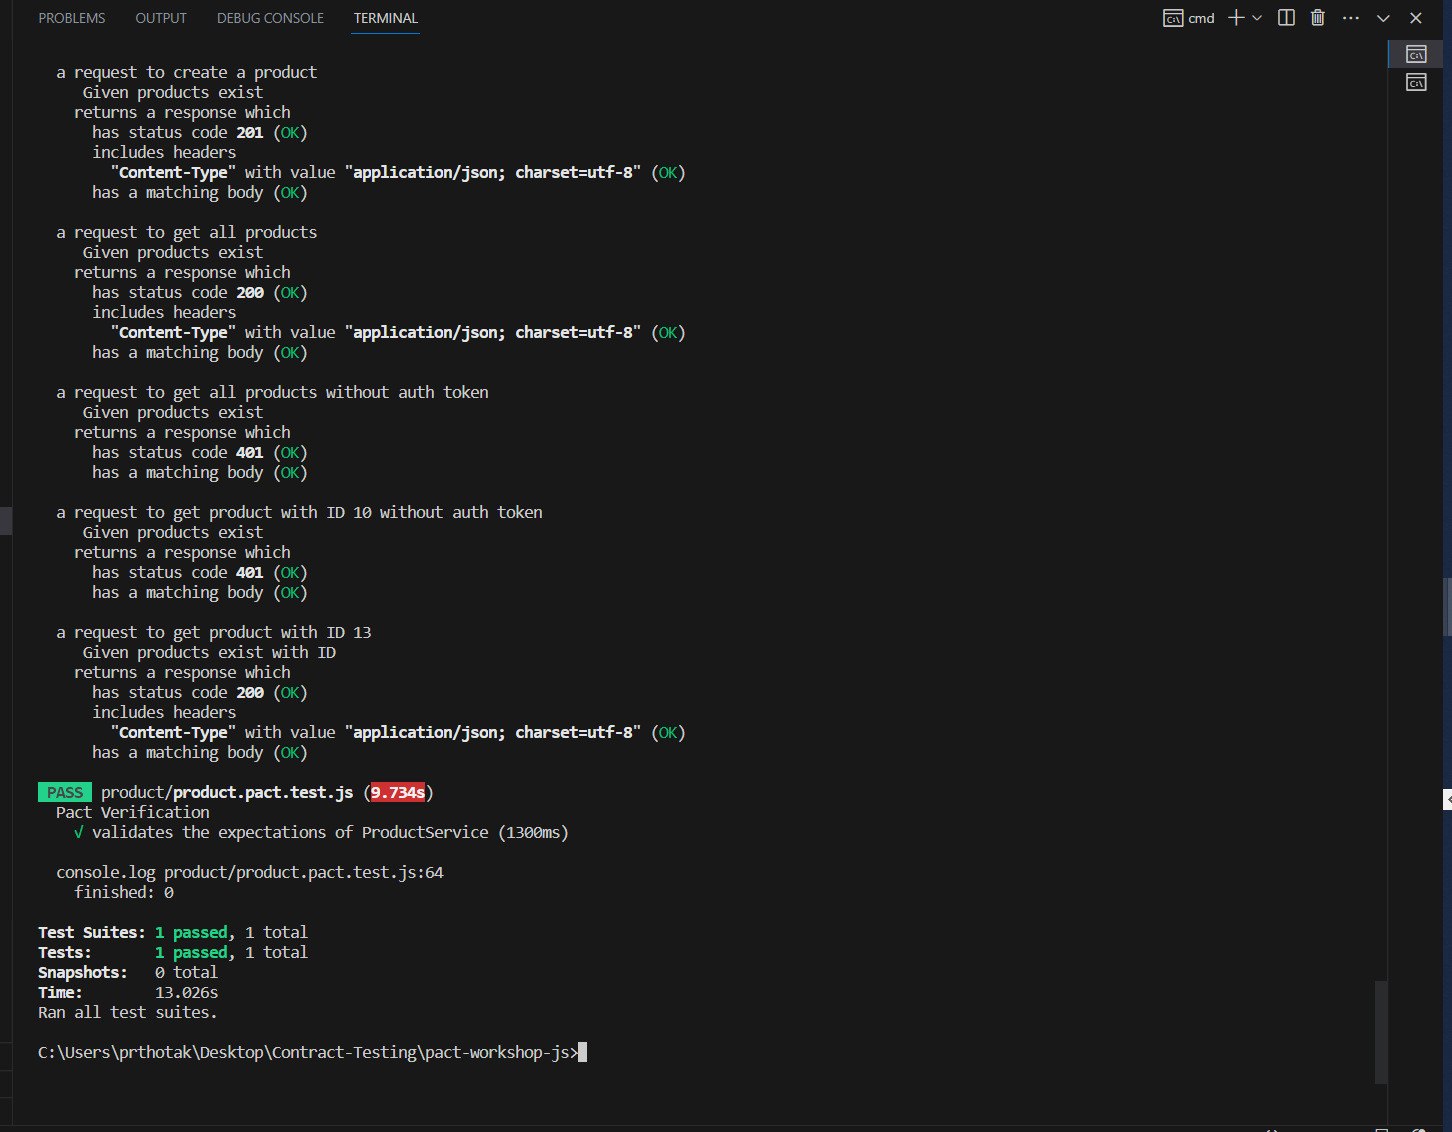 PROBLEMS OUTPUT DEBUG CONSOLE TERMINAL cmd
a request to create a product
Given products exist
returns a response which
has status code 201 (OK)
includes headers
"Content-Type" with value "application/json; charset=utf-8" (OK)
has a matching body (OK)
a request to get all products
Given products exist
returns a response which
has status code 200 (OK)
includes headers
"Content-Type" with value "application/json; charset=utf-8" (OK)
has a matching body (OK)
a request to get all products without auth token
Given products exist
returns a response which
has status code 401 (OK)
has a matching body (OK)
a request to get product with ID 10 without auth token
Given products exist
returns a response which
has status code 401 (OK)
has a matching body (OK)
a request to get product with ID 13
Given products exist with ID
returns a response which
has status code 200 (OK)
includes headers
"Content-Type" with value "application/json; charset=utf-8" (OK)
has a matching body (OK)
PASS product/product.pact.test.js (9.734s)
Pact Verification
√ validates the expectations of ProductService (1300ms)
console.log product/product.pact.test.js:64
finished: 0
Test Suites: 1 passed, 1 total
Tests: 1 passed, 1 total
Snapshots: 0 total
Time: 13.026s
Ran all test suites.
C:\Users\prthotak\Desktop\Contract-Testing\pact-workshop-js>